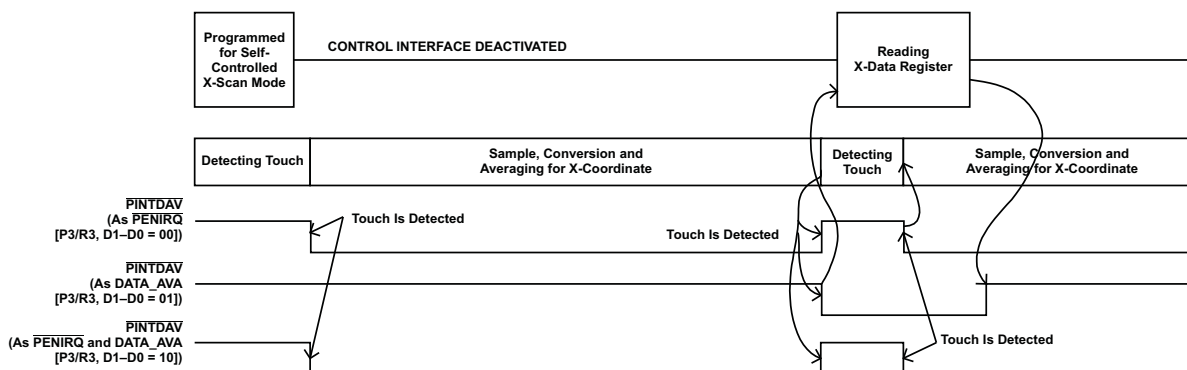 Programmed
for Self-
Controlled
X-Scan Mode
CONTROL INTERFACE DEACTIVATED
Reading
X-Data Register
Detecting Touch
Sample, Conversion and
Averaging for X-Coordinate
Detecting
Touch
Sample, Conversion and
Averaging for X-Coordinate
PINTDAV
(As PENIRQ
[P3/R3, D1–D0 = 00])
Touch Is Detected
Touch Is Detected
PINTDAV
(As DATA_AVA
[P3/R3, D1–D0 = 01])
PINTDAV
(As PENIRQ and DATA_AVA
[P3/R3, D1–D0 = 10])
Touch Is Detected